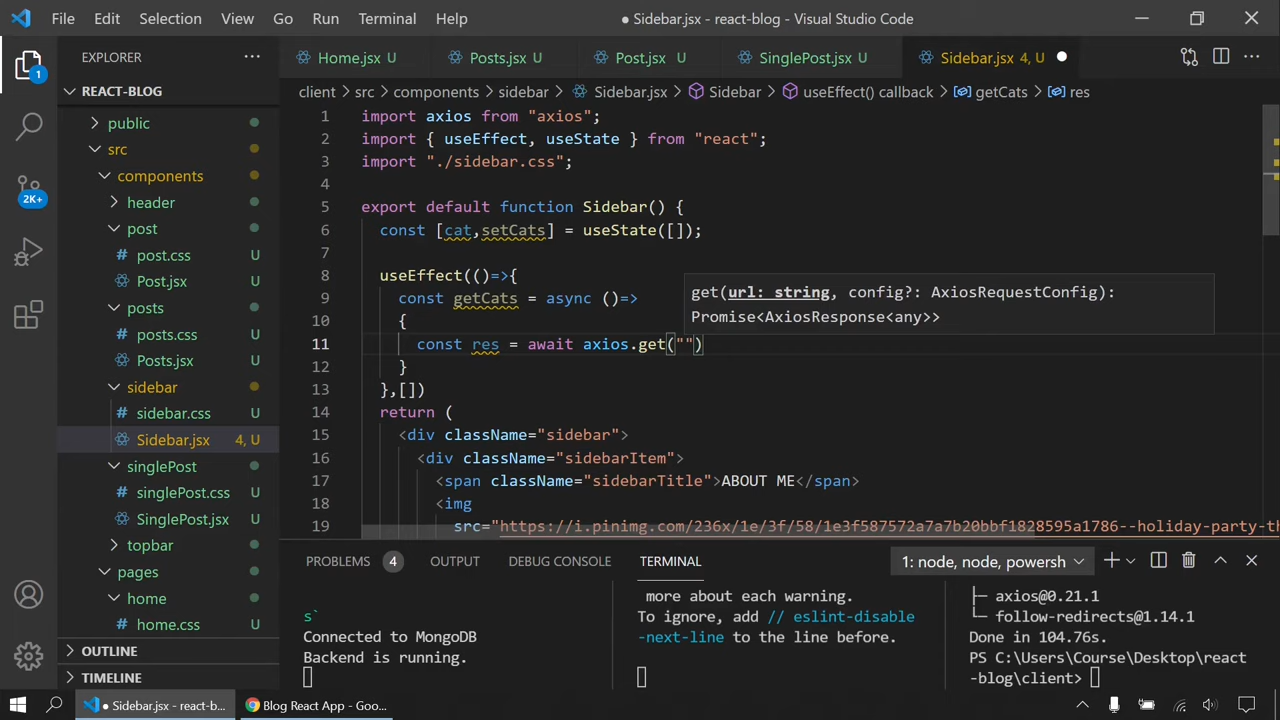 File Edit Selection View Go Run Terminal Help
● Sidebar.jsx - react-blog - Visual Studio Code
EXPLORER
REACT-BLOG
public
src
components
header
post
# post.css U
Post.jsx U
posts
# posts.css U
Posts.jsx U
sidebar
# sidebar.css U
Sidebar.jsx 4, U
singlePost
# singlePost.css U
SinglePost.jsx U
topbar
pages
home
# home.css U
OUTLINE
TIMELINE
1
2K+
Home.jsx U Posts.jsx U Post.jsx U SinglePost.jsx U Sidebar.jsx 4, U ●
client > src > components > sidebar > Sidebar.jsx > Sidebar > useEffect() callback > getCats > res
1 import axios from "axios";
2 import { useEffect, useState } from "react";
3 import "./sidebar.css";
4
5 export default function Sidebar() {
6 const [cat,setCats] = useState([]);
7
8 useEffect(()=>{
9 const getCats = async ()=>
10 {
11 const res = await axios.get("")
12 }
13 },[])
14 return (
15 <div className="sidebar">
16 <div className="sidebarItem">
17 <span className="sidebarTitle">ABOUT ME</span>
18 <img
19 src="https://i.pinimg.com/236x/1e/3f/58/1e3f587572a7a7b20bbf1828595a1786--holiday-party-th
get(url: string, config?: AxiosRequestConfig):
Promise<AxiosResponse<any>>
PROBLEMS 4 OUTPUT DEBUG CONSOLE TERMINAL
1: node, node, powersh
s`
Connected to MongoDB
Backend is running.
more about each warning.
To ignore, add // eslint-disable
-next-line to the line before.
├─ axios@0.21.1
└─ follow-redirects@1.14.1
Done in 104.76s.
PS C:\Users\Course\Desktop\react
-blog\client>
● Sidebar.jsx - react-b...
Blog React App - Goo...